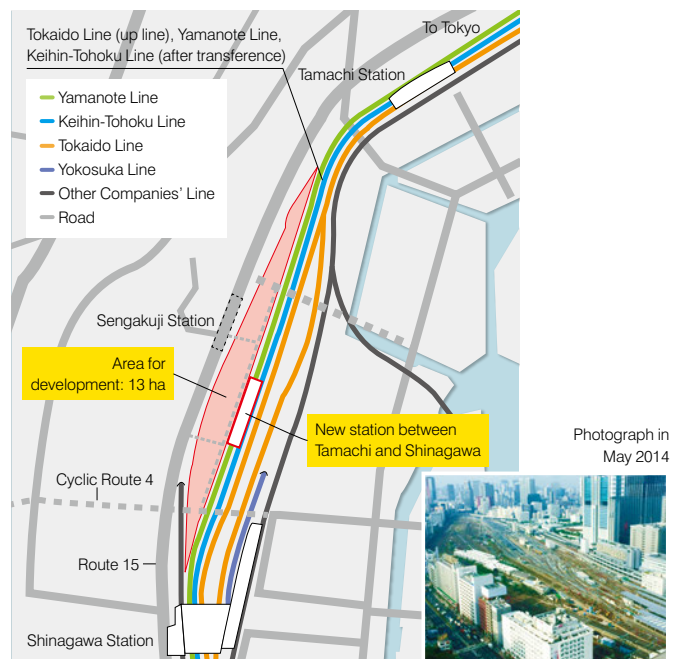 Tokaido Line (up line), Yamanote Line,
Keihin-Tohoku Line (after transference)
To Tokyo
Tamachi Station
Yamanote Line
Keihin-Tohoku Line
Tokaido Line
Yokosuka Line
Other Companies’ Line
Road
Sengakuji Station
Area for
development: 13 ha
New station between
Tamachi and Shinagawa
Photograph in
May 2014
Cyclic Route 4
Route 15
Shinagawa Station